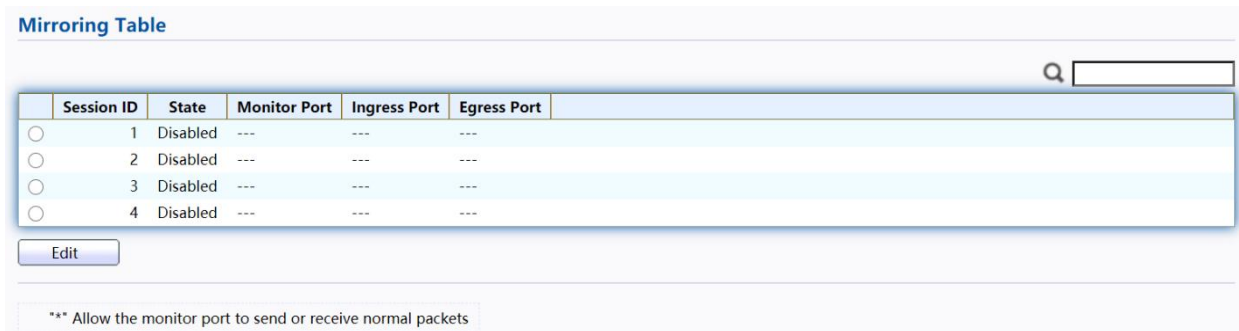 Mirroring Table
Session ID State Monitor Port Ingress Port Egress Port
1 Disabled --- --- ---
2 Disabled --- --- ---
3 Disabled --- --- ---
4 Disabled --- --- ---
Edit
"*" Allow the monitor port to send or receive normal packets